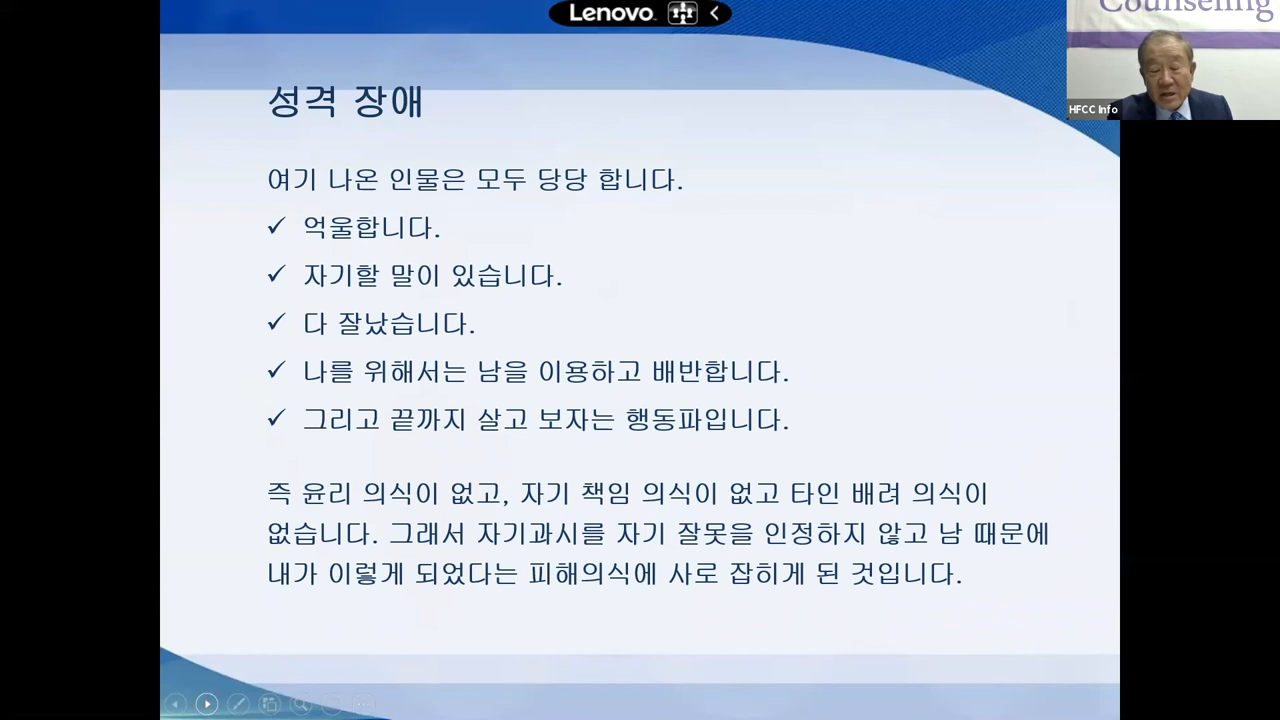 Lenovo
Counseling
HFCC Info
성격 장애
여기 나온 인물은 모두 당당 합니다.
✓ 억울합니다.
✓ 자기할 말이 있습니다.
✓ 다 잘났습니다.
✓ 나를 위해서는 남을 이용하고 배반합니다.
✓ 그리고 끝까지 살고 보자는 행동파입니다.
즉 윤리 의식이 없고, 자기 책임 의식이 없고 타인 배려 의식이
없습니다. 그래서 자기과시를 자기 잘못을 인정하지 않고 남 때문에
내가 이렇게 되었다는 피해의식에 사로 잡히게 된 것입니다.